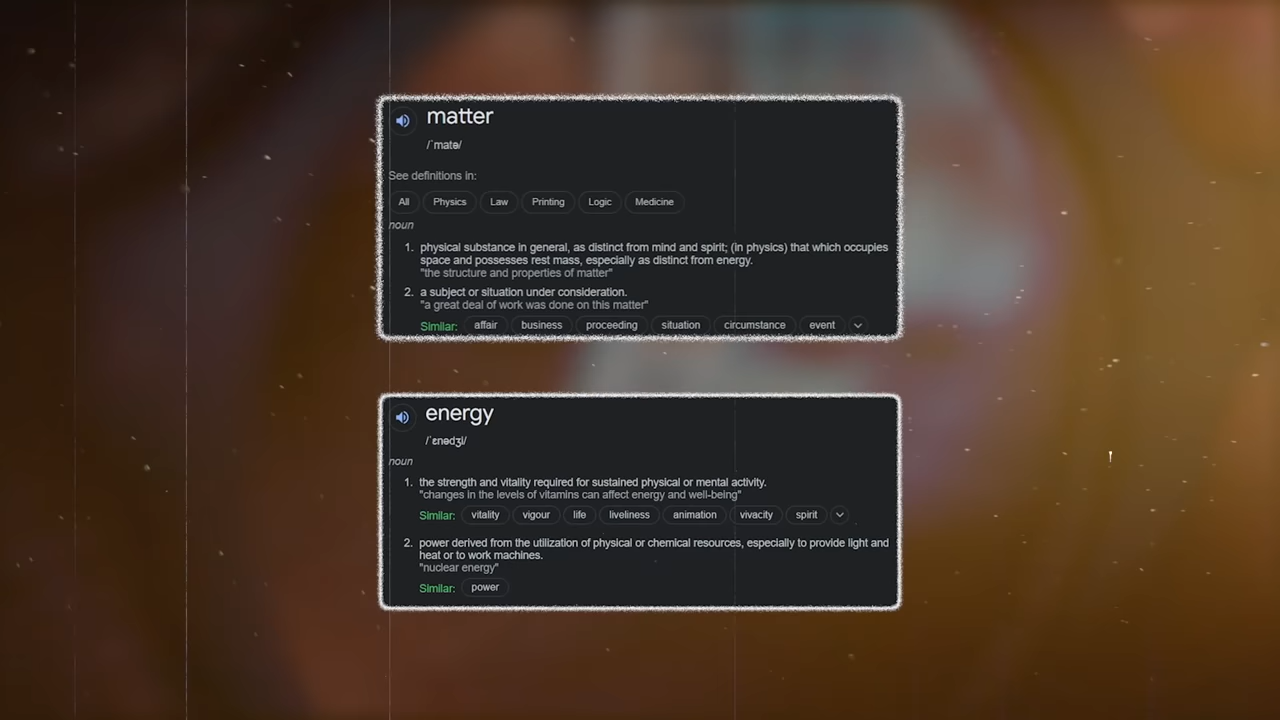 matter
/ˈmatə/
See definitions in:
All Physics Law Printing Logic Medicine
noun
1. physical substance in general, as distinct from mind and spirit; (in physics) that which occupies
space and possesses rest mass, especially as distinct from energy.
"the structure and properties of matter"
2. a subject or situation under consideration.
"a great deal of work was done on this matter"
Similar: affair business proceeding situation circumstance event
energy
/ˈɛnədʒi/
noun
1. the strength and vitality required for sustained physical or mental activity.
"changes in the levels of vitamins can affect energy and well-being"
Similar: vitality vigour life liveliness animation vivacity spirit
2. power derived from the utilization of physical or chemical resources, especially to provide light and
heat or to work machines.
"nuclear energy"
Similar: power